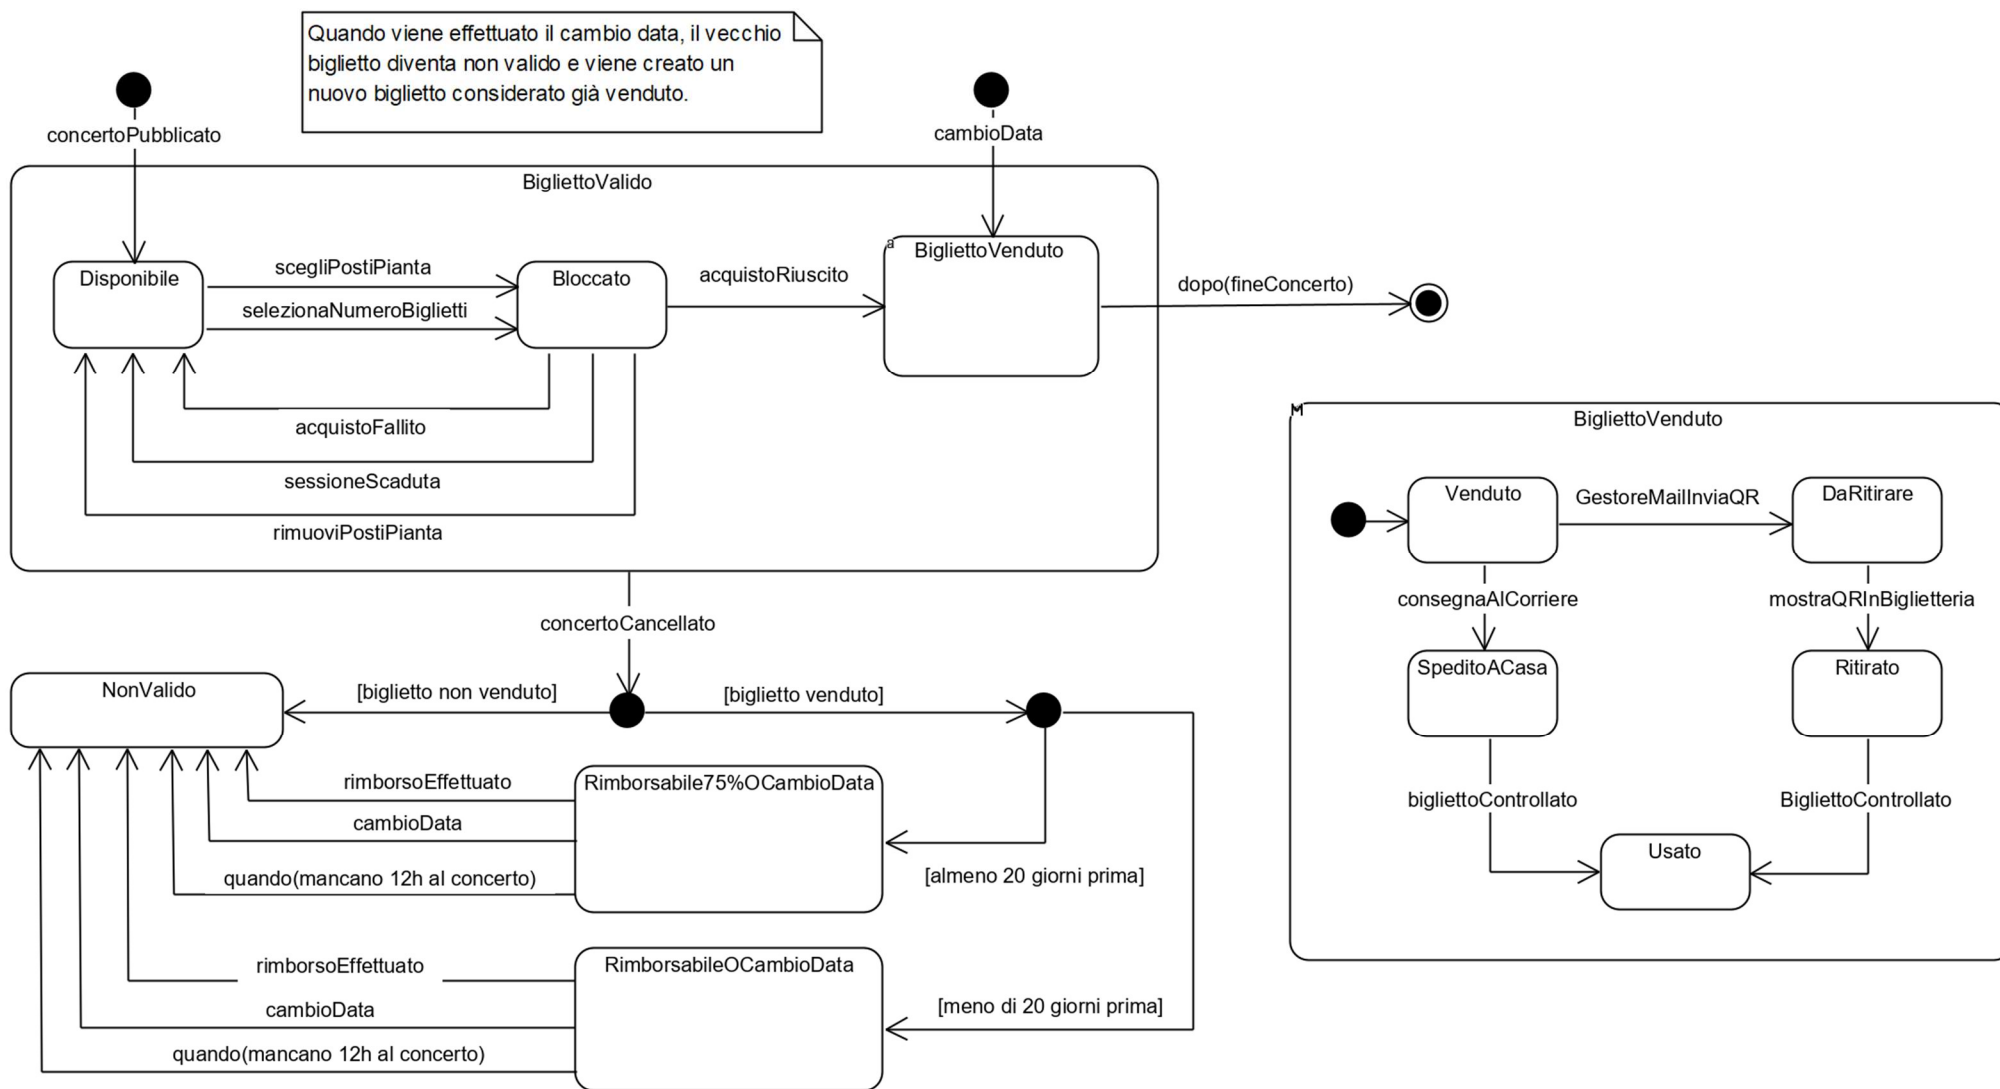 Quando viene effettuato il cambio data, il vecchio
biglietto diventa non valido e viene creato un
nuovo biglietto considerato già venduto.
concertoPubblicato
cambioData
BigliettoValido
Disponibile
scegliPostiPianta
selezionaNumeroBiglietti
Bloccato
acquistoRiuscito
a
BigliettoVenduto
dopo(fineConcerto)
acquistoFallito
sessioneScaduta
rimuoviPostiPianta
M
BigliettoVenduto
Venduto
GestoreMailInviaQR
DaRitirare
consegnaAlCorriere
mostraQRInBiglietteria
SpeditoACasa
Ritirato
bigliettoControllato
BigliettoControllato
Usato
concertoCancellato
NonValido
[biglietto non venduto]
[biglietto venduto]
rimborsoEffettuato
cambioData
quando(mancano 12h al concerto)
Rimborsabile75%OCambioData
[almeno 20 giorni prima]
rimborsoEffettuato
cambioData
quando(mancano 12h al concerto)
RimborsabileOCambioData
[meno di 20 giorni prima]